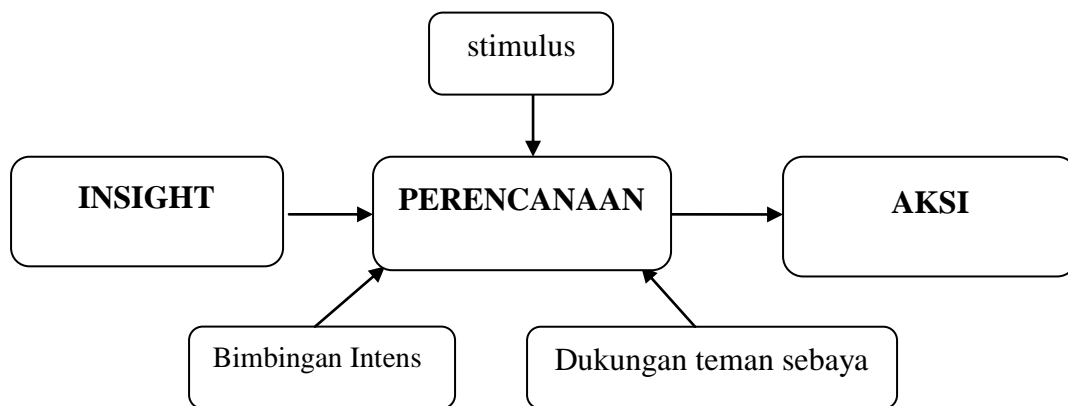 stimulus
INSIGHT
PERENCANAAN
AKSI
Bimbingan Intens
Dukungan teman sebaya